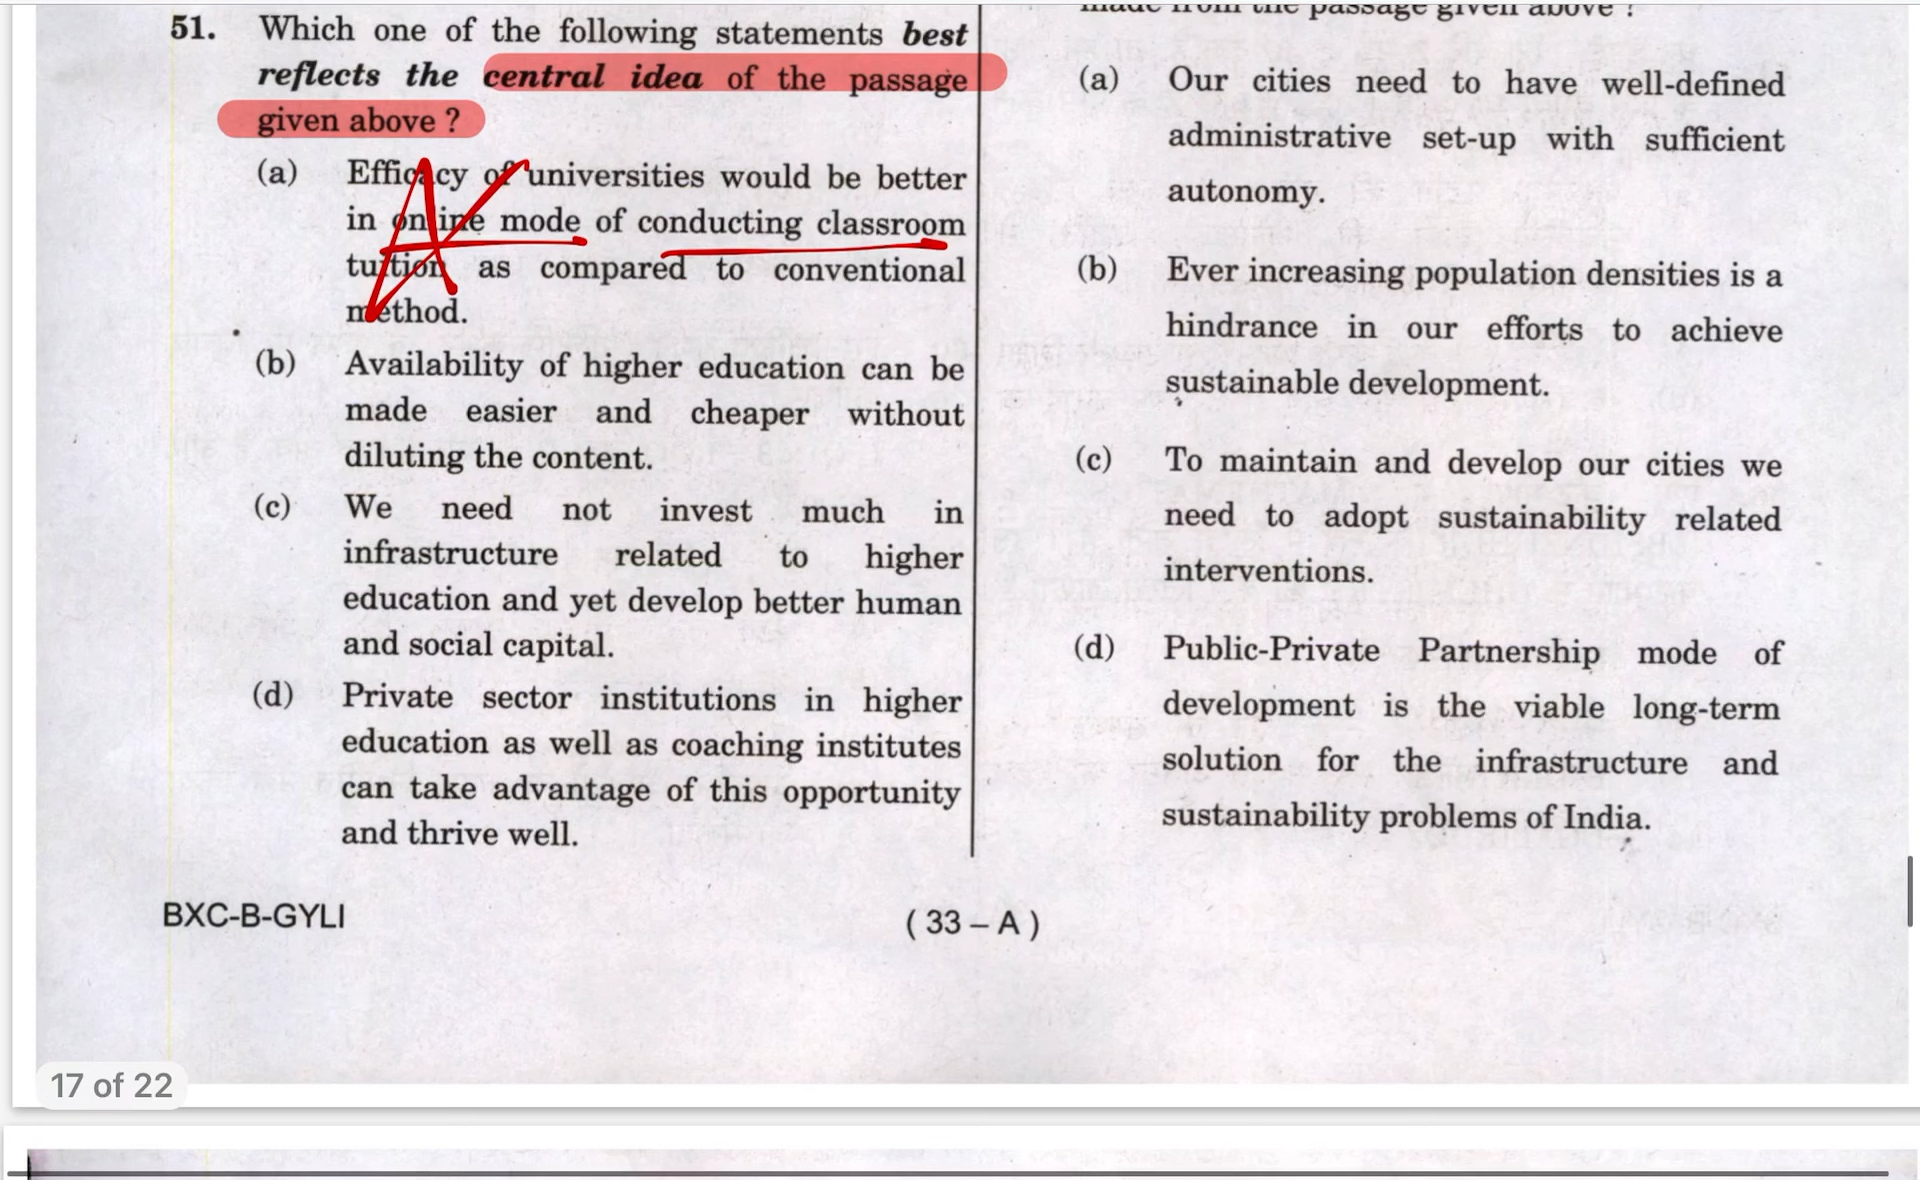 51. Which one of the following statements best
reflects the central idea of the passage
given above ?
(a) Efficacy of universities would be better
in online mode of conducting classroom
tuition as compared to conventional
method.
(b) Availability of higher education can be
made easier and cheaper without
diluting the content.
(c) We need not invest much in
infrastructure related to higher
education and yet develop better human
and social capital.
(d) Private sector institutions in higher
education as well as coaching institutes
can take advantage of this opportunity
and thrive well.
made from the passage given above ?
(a) Our cities need to have well-defined
administrative set-up with sufficient
autonomy.
(b) Ever increasing population densities is a
hindrance in our efforts to achieve
sustainable development.
(c) To maintain and develop our cities we
need to adopt sustainability related
interventions.
(d) Public-Private Partnership mode of
development is the viable long-term
solution for the infrastructure and
sustainability problems of India.
BXC-B-GYLI
( 33 – A )
17 of 22